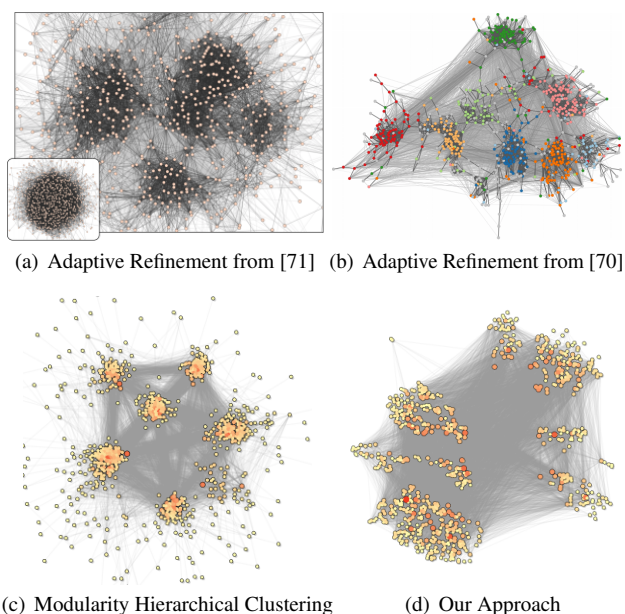 (a) Adaptive Refinement from [71] (b) Adaptive Refinement from [70]
(c) Modularity Hierarchical Clustering (d) Our Approach